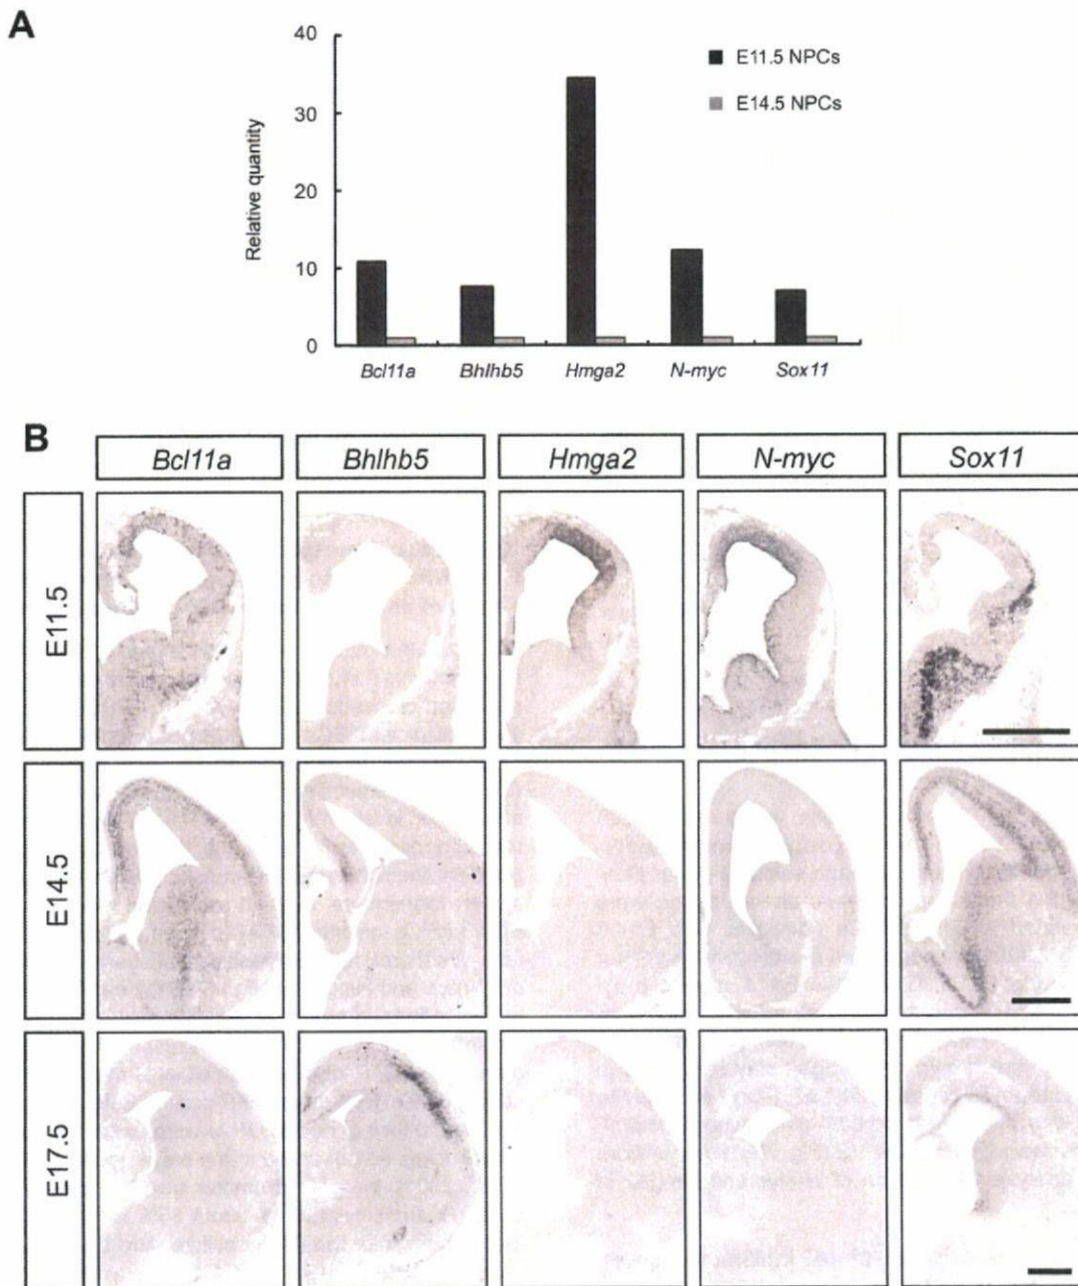 A
40
30
20
10
0
Relative quantity
E11.5 NPCs
E14.5 NPCs
Bcl11a
Bhlhb5
Hmga2
N-myc
Sox11
B
Bcl11a
Bhlhb5
Hmga2
N-myc
Sox11
E11.5
E14.5
E17.5